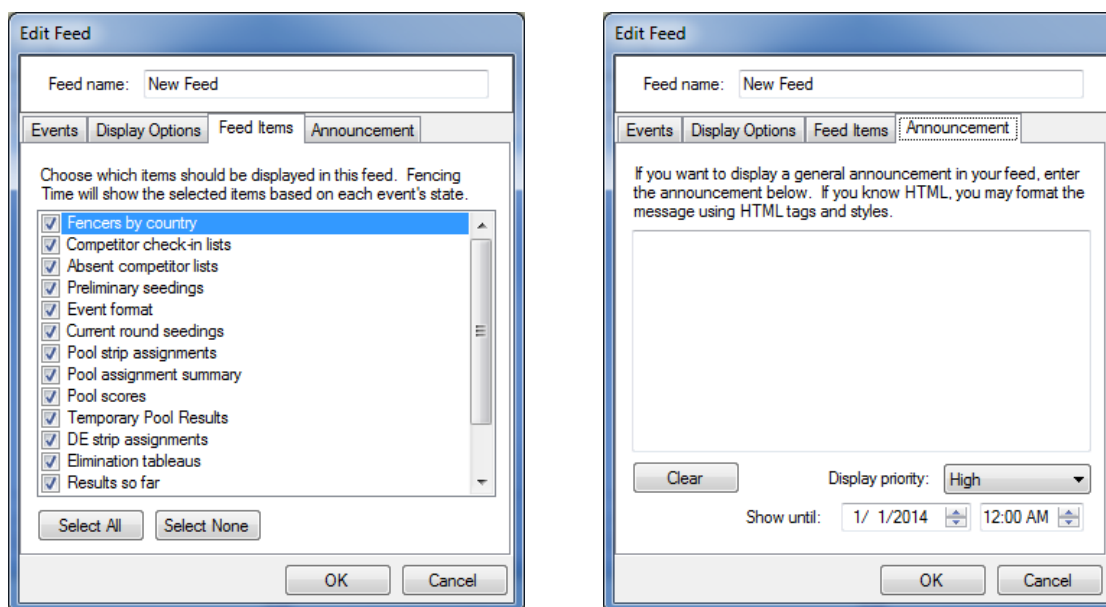 Edit Feed
Feed name: New Feed
Events Display Options Feed Items Announcement
Choose which items should be displayed in this feed. Fencing
Time will show the selected items based on each event's state.
Fencers by country
Competitor check-in lists
Absent competitor lists
Preliminary seedings
Event format
Current round seedings
Pool strip assignments
Pool assignment summary
Pool scores
Temporary Pool Results
DE strip assignments
Elimination tableaus
Results so far
Select All Select None
OK Cancel
Edit Feed
Feed name: New Feed
Events Display Options Feed Items Announcement
If you want to display a general announcement in your feed, enter
the announcement below. If you know HTML, you may format the
message using HTML tags and styles.
Clear Display priority: High
Show until: 1/ 1/2014 12:00 AM
OK Cancel